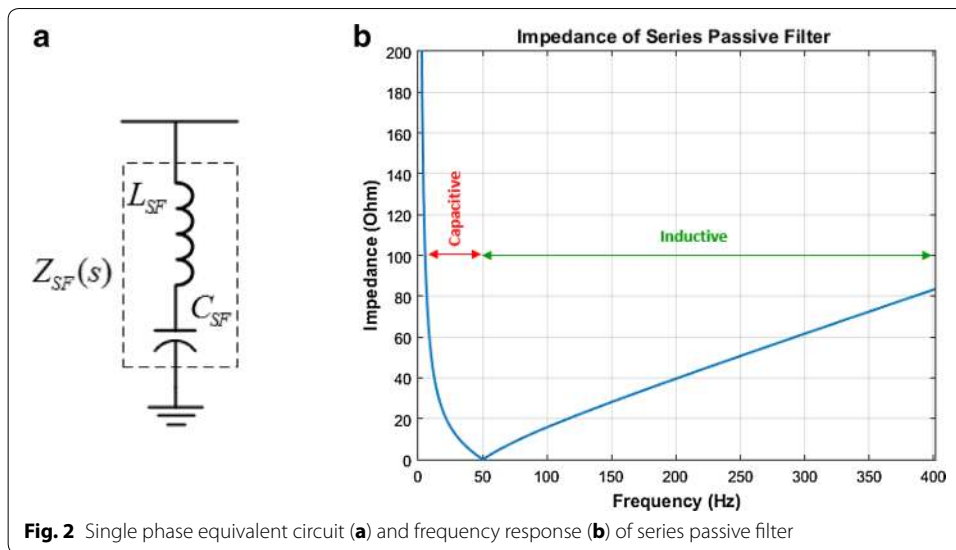 a
L_SF
Z_SF(s)
C_SF
b
Impedance of Series Passive Filter
200
180
160
140
120
100
80
60
40
20
0
Impedance (Ohm)
Capacitive
Inductive
0 50 100 150 200 250 300 350 400
Frequency (Hz)
Fig. 2 Single phase equivalent circuit (a) and frequency response (b) of series passive filter